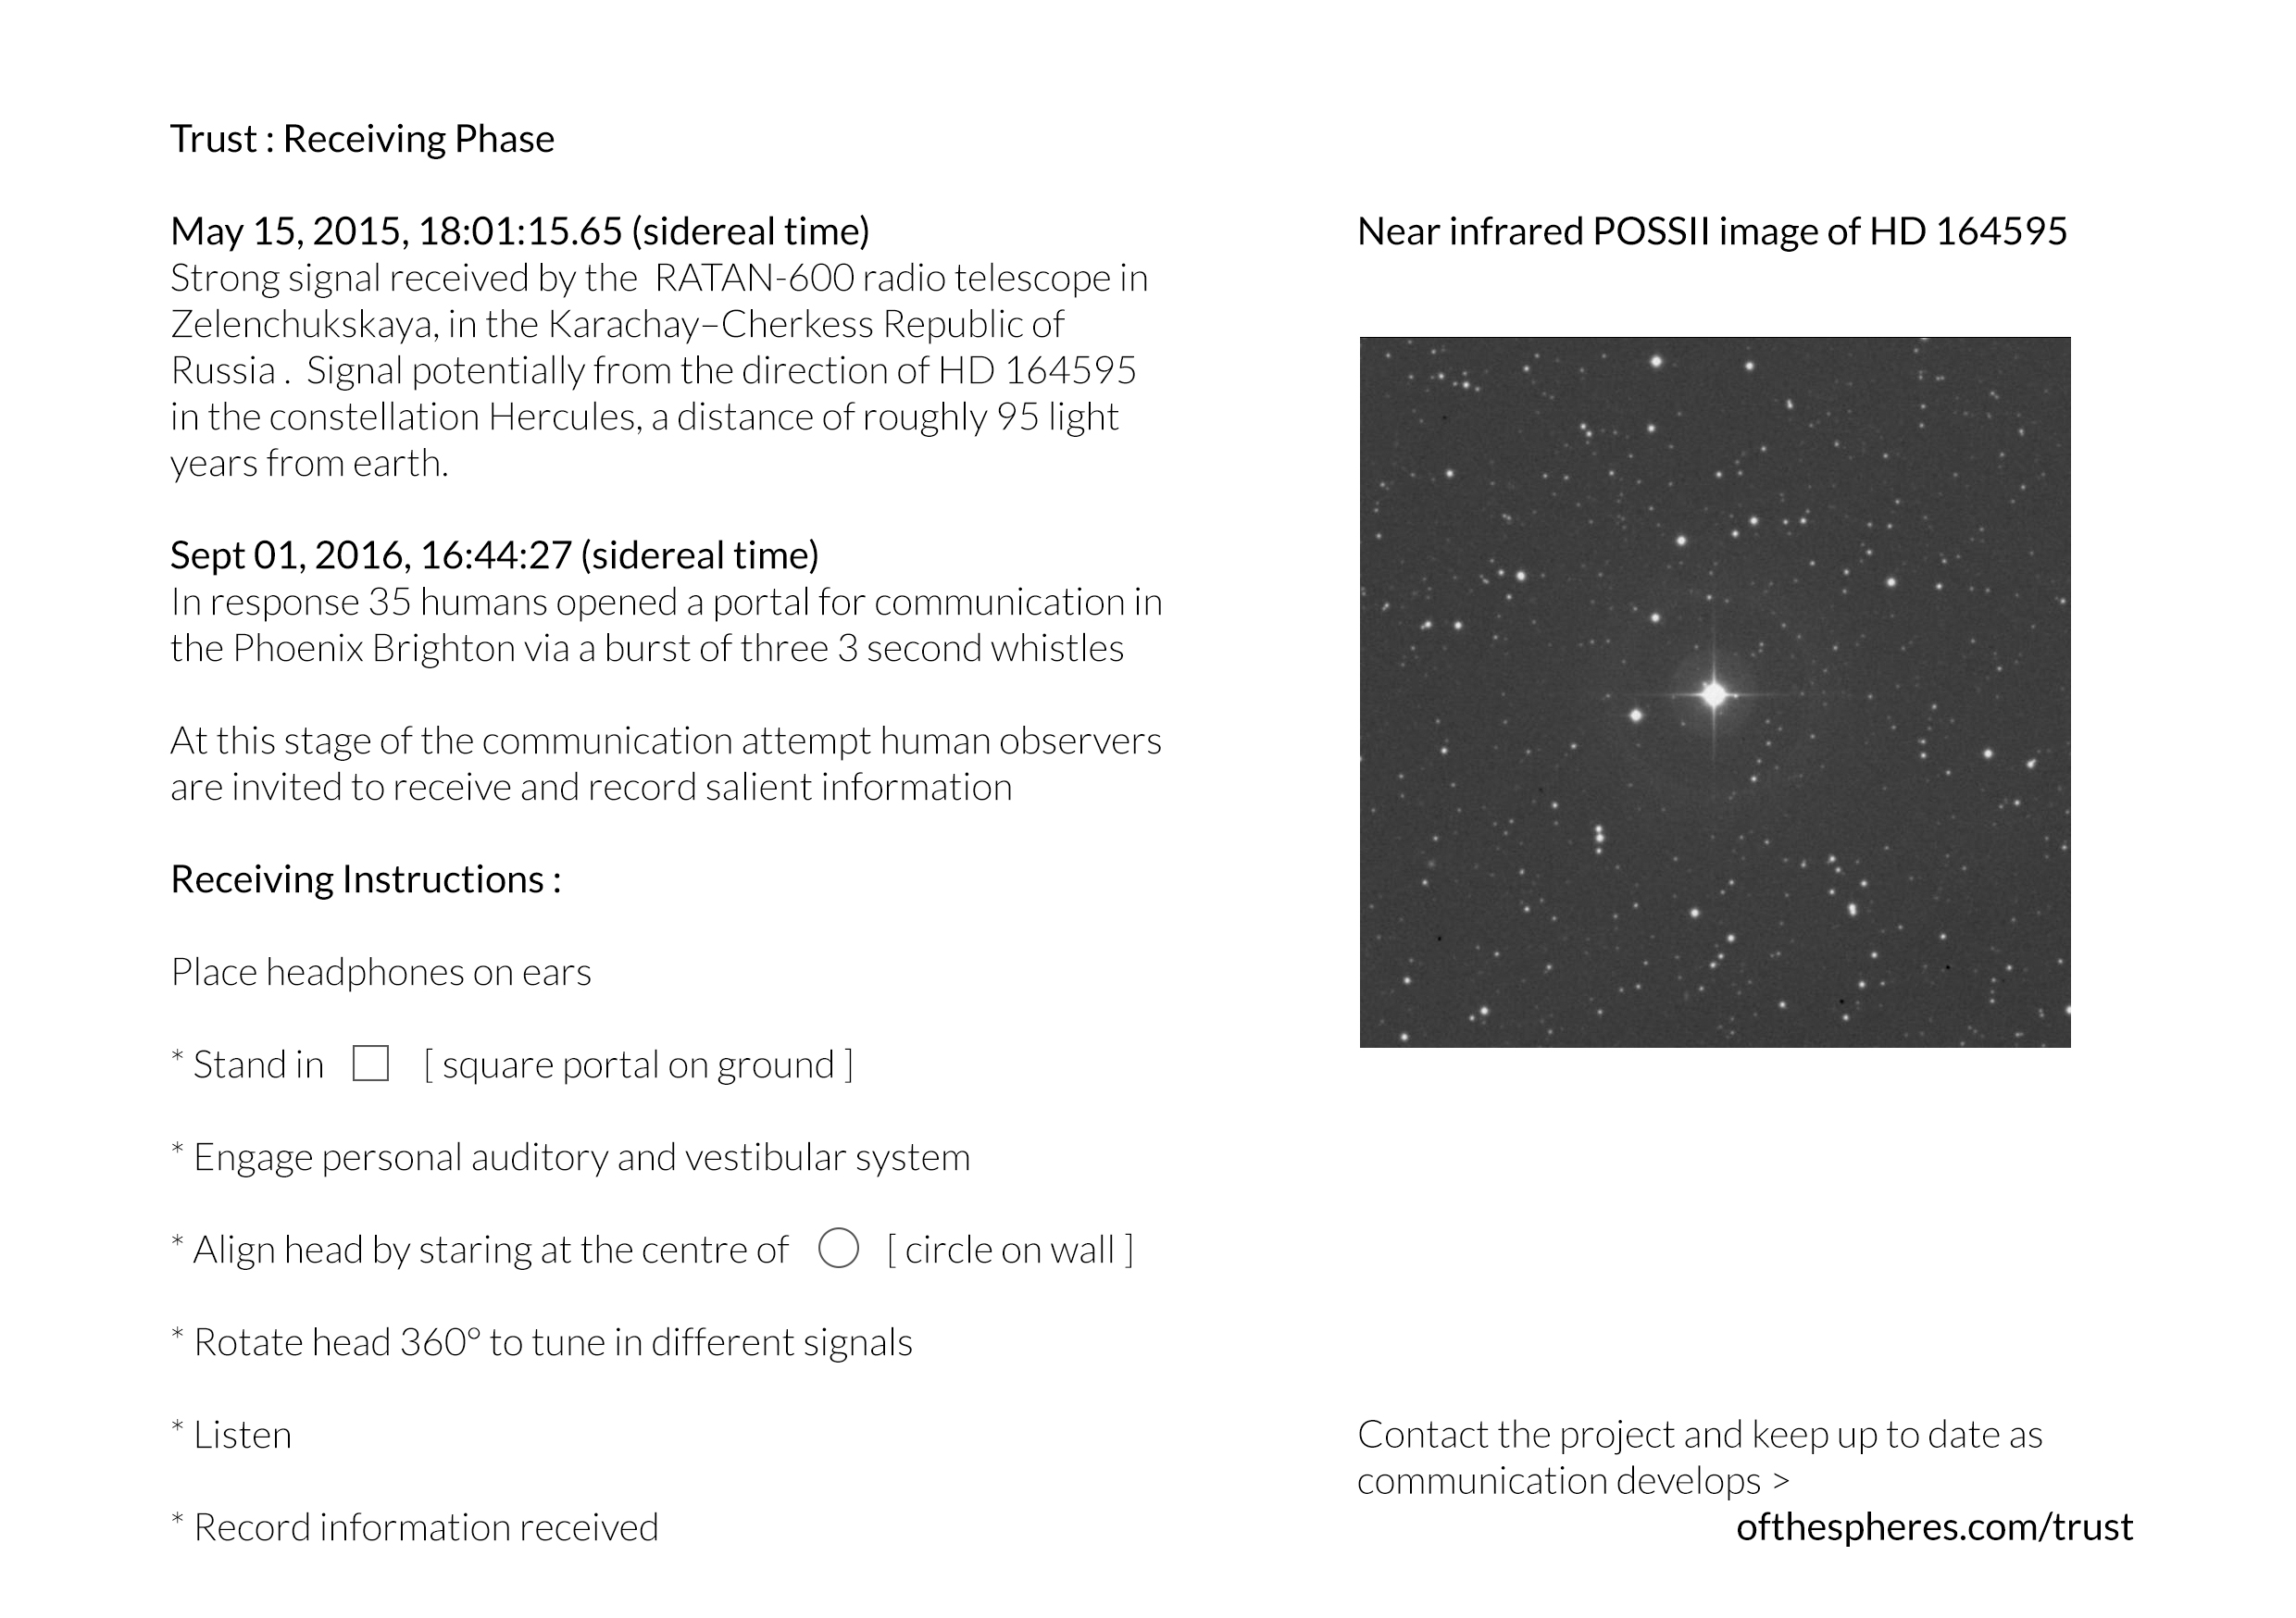 Trust : Receiving Phase
May 15, 2015, 18:01:15.65 (sidereal time)
Strong signal received by the  RATAN-600 radio telescope in
Zelenchukskaya, in the Karachay–Cherkess Republic of
Russia .  Signal potentially from the direction of HD 164595
in the constellation Hercules, a distance of roughly 95 light
years from earth.
Sept 01, 2016, 16:44:27 (sidereal time)
In response 35 humans opened a portal for communication in
the Phoenix Brighton via a burst of three 3 second whistles
At this stage of the communication attempt human observers
are invited to receive and record salient information
Receiving Instructions :
Place headphones on ears
* Stand in [ square portal on ground ]
* Engage personal auditory and vestibular system
* Align head by staring at the centre of [ circle on wall ]
* Rotate head 360° to tune in different signals
* Listen
* Record information received
Near infrared POSSII image of HD 164595
Contact the project and keep up to date as
communication develops >
ofthespheres.com/trust